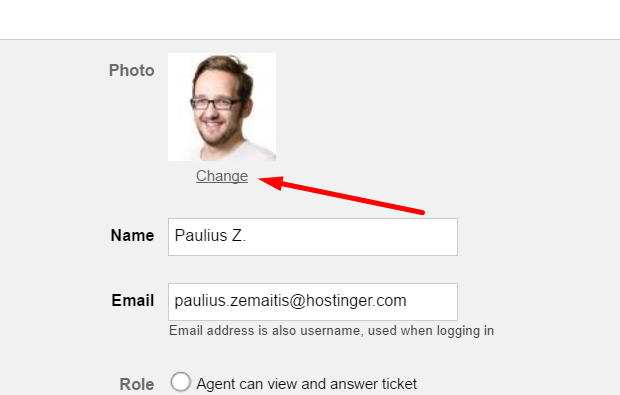 Photo
Change
Name Paulius Z.
Email paulius.zemaitis@hostinger.com
Email address is also username, used when logging in
Role Agent can view and answer ticket